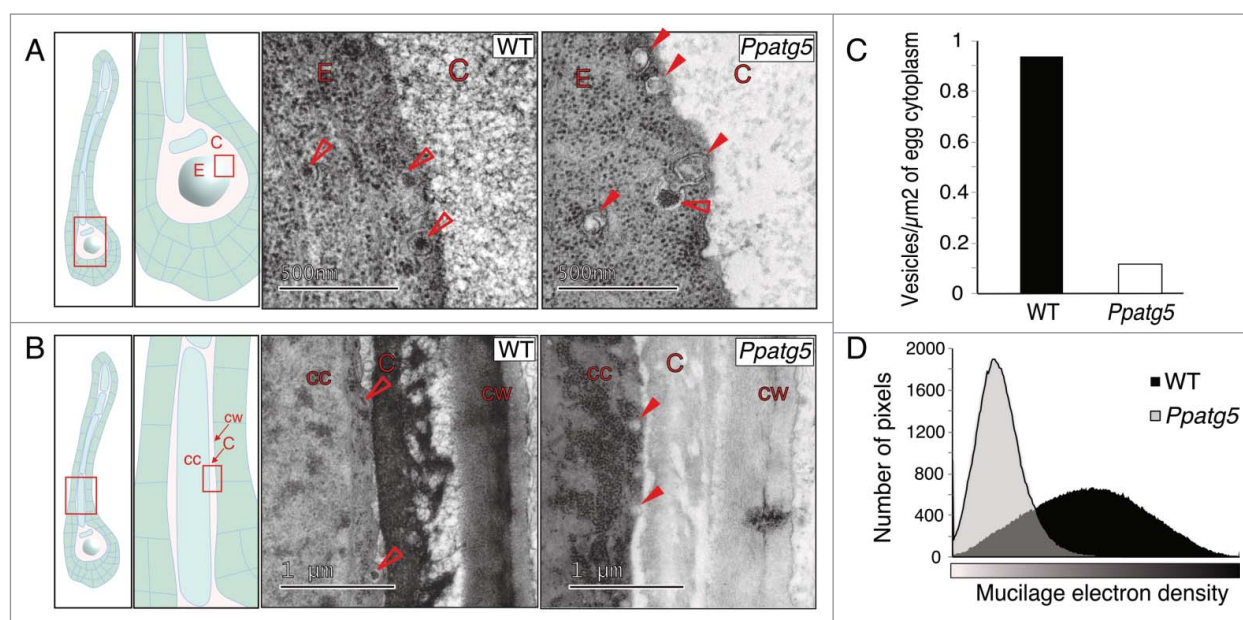 A
C
E
WT
E
C
500nm
Ppatg5
E
C
500nm
B
cw
C
cc
WT
cc
C
cw
1 μm
Ppatg5
cc
C
cw
1 μm
C
Vesicles/μm2 of egg cytoplasm
1
0.8
0.6
0.4
0.2
0
WT
Ppatg5
D
Number of pixels
2000
1600
1200
800
400
0
WT
Ppatg5
Mucilage electron density